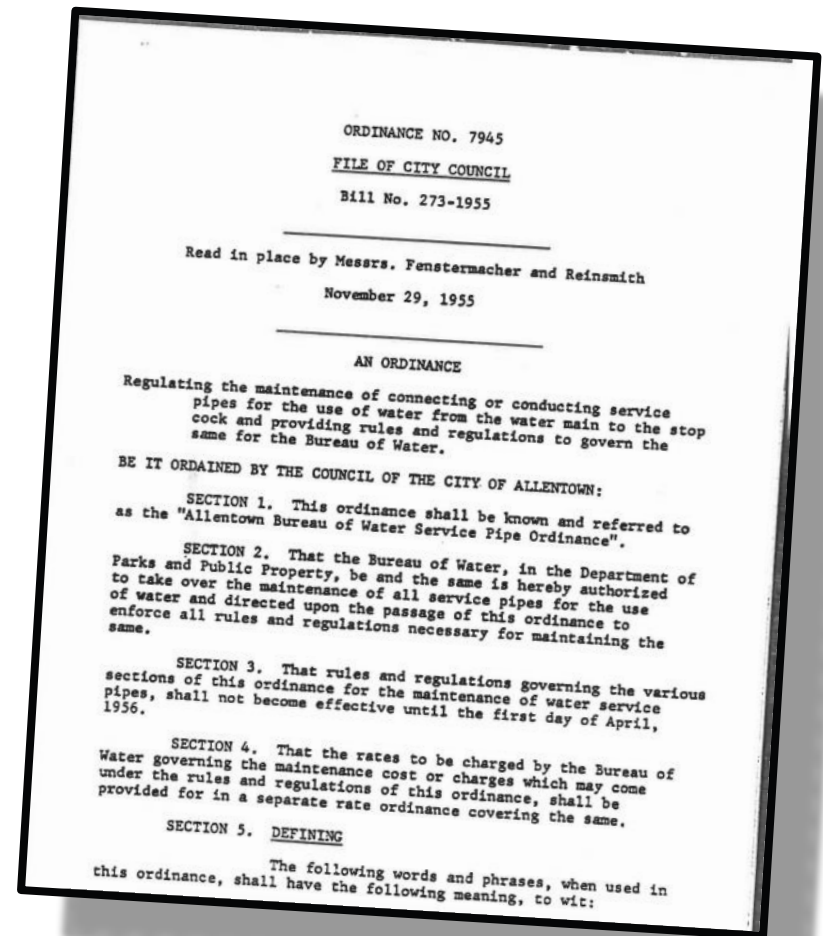 ORDINANCE NO. 7945
FILE OF CITY COUNCIL
Bill No. 273-1955
Read in place by Messrs. Fenstermacher and Reinsmith
November 29, 1955
AN ORDINANCE
Regulating the maintenance of connecting or conducting service
pipes for the use of water from the water main to the stop
cock and providing rules and regulations to govern the
same for the Bureau of Water.
BE IT ORDAINED BY THE COUNCIL OF THE CITY OF ALLENTOWN:
SECTION 1. This ordinance shall be known and referred to
as the "Allentown Bureau of Water Service Pipe Ordinance".
SECTION 2. That the Bureau of Water, in the Department of
Parks and Public Property, be and the same is hereby authorized
to take over the maintenance of all service pipes for the use
of water and directed upon the passage of this ordinance to
enforce all rules and regulations necessary for maintaining the
same.
SECTION 3. That rules and regulations governing the various
sections of this ordinance for the maintenance of water service
pipes, shall not become effective until the first day of April,
1956.
SECTION 4. That the rates to be charged by the Bureau of
Water governing the maintenance cost or charges which may come
under the rules and regulations of this ordinance, shall be
provided for in a separate rate ordinance covering the same.
SECTION 5. DEFINING
The following words and phrases, when used in
this ordinance, shall have the following meaning, to wit: